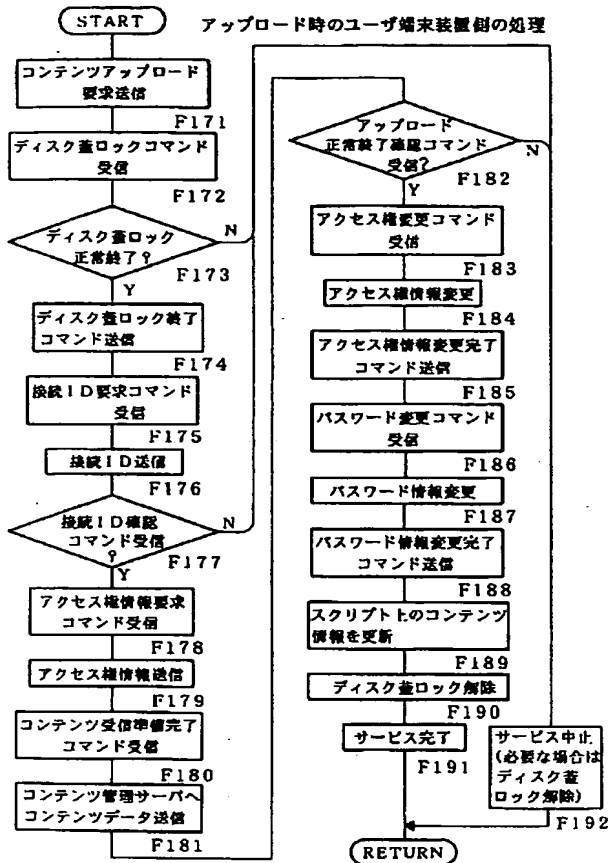 START
アップロード時のユーザ端末装置側の処理
コンテンツアップロード
要求送信
F171
ディスク蓋ロックコマンド
受信
F172
ディスク蓋ロック
正常終了?
N
F173
Y
ディスク蓋ロック終了
コマンド送信
F174
接続ID要求コマンド
受信
F175
接続ID送信
F176
接続ID確認
コマンド受信
?
N
F177
Y
アクセス権情報要求
コマンド受信
F178
アクセス権情報送信
F179
コンテンツ受信準備完了
コマンド受信
F180
コンテンツ管理サーバへ
コンテンツデータ送信
F181
アップロード
正常終了確認コマンド
受信?
N
F182
Y
アクセス権変更コマンド
受信
F183
アクセス権情報変更
F184
アクセス権情報変更完了
コマンド送信
F185
パスワード変更コマンド
受信
F186
パスワード情報変更
F187
パスワード情報変更完了
コマンド送信
F188
スクリプト上のコンテンツ
情報を更新
F189
ディスク蓋ロック解除
F190
サービス完了
F191
サービス中止
(必要な場合は
ディスク蓋
ロック解除)
F192
RETURN